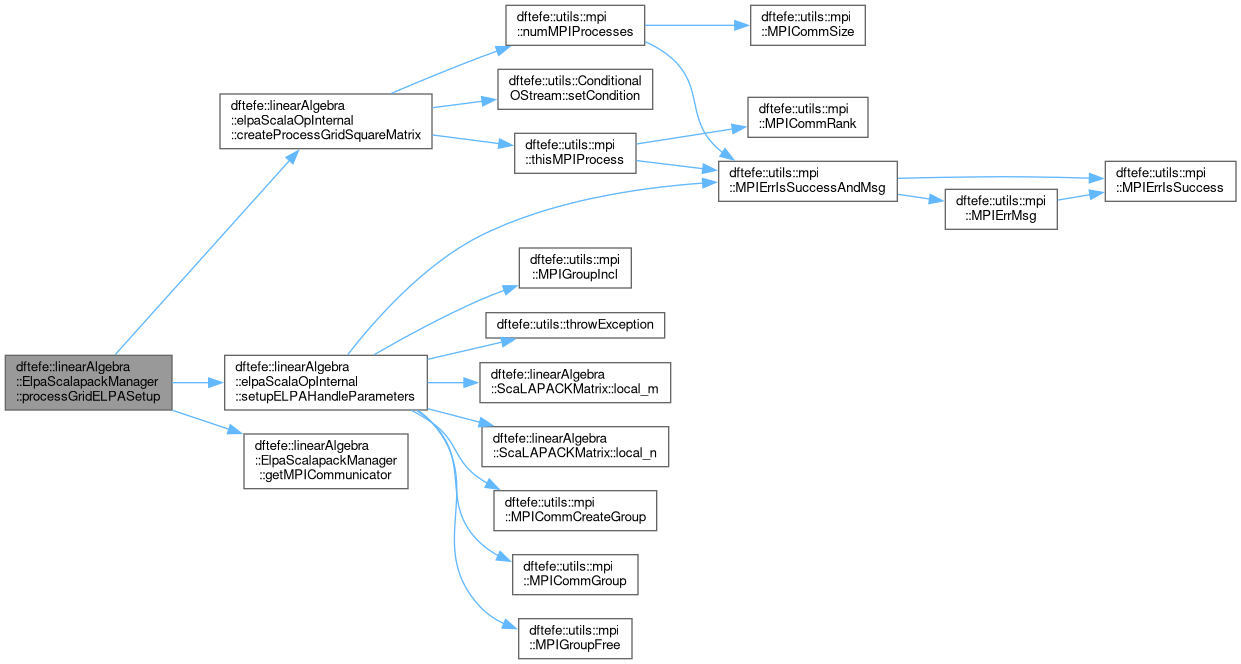 dftefe::linearAlgebra
::ElpaScalapackManager
::processGridELPASetup
dftefe::linearAlgebra
::elpaScalaOpInternal
::createProcessGridSquareMatrix
dftefe::utils::mpi
::numMPIProcesses
dftefe::utils::mpi
::MPICommSize
dftefe::utils::Conditional
OStream::setCondition
dftefe::utils::mpi
::thisMPIProcess
dftefe::utils::mpi
::MPICommRank
dftefe::utils::mpi
::MPIErrIsSuccessAndMsg
dftefe::utils::mpi
::MPIErrMsg
dftefe::utils::mpi
::MPIErrIsSuccess
dftefe::linearAlgebra
::elpaScalaOpInternal
::setupELPAHandleParameters
dftefe::utils::mpi
::MPIGroupIncl
dftefe::utils::throwException
dftefe::linearAlgebra
::ScaLAPACKMatrix::local_m
dftefe::linearAlgebra
::ScaLAPACKMatrix::local_n
dftefe::utils::mpi
::MPICommCreateGroup
dftefe::utils::mpi
::MPICommGroup
dftefe::utils::mpi
::MPIGroupFree
dftefe::linearAlgebra
::ElpaScalapackManager
::getMPICommunicator